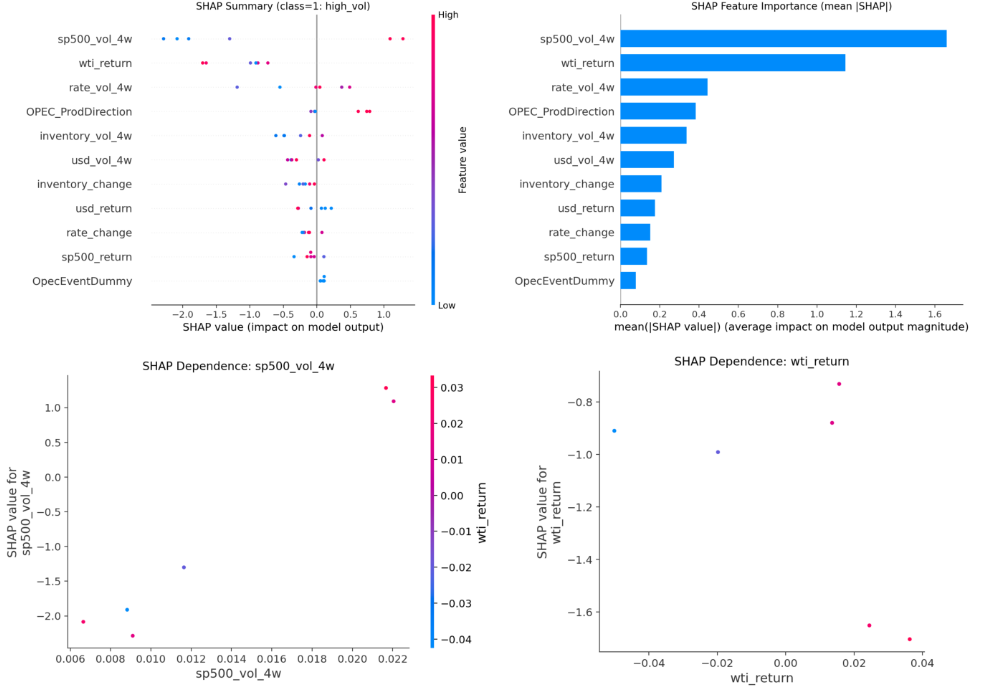 SHAP Summary (class=1: high_vol)
High
sp500_vol_4w
wti_return
rate_vol_4w
OPEC_ProdDirection
inventory_vol_4w
usd_vol_4w
inventory_change
usd_return
rate_change
sp500_return
OpecEventDummy
Feature value
Low
−2.0 −1.5 −1.0 −0.5 0.0 0.5 1.0
SHAP value (impact on model output)
SHAP Feature Importance (mean |SHAP|)
sp500_vol_4w
wti_return
rate_vol_4w
OPEC_ProdDirection
inventory_vol_4w
usd_vol_4w
inventory_change
usd_return
rate_change
sp500_return
OpecEventDummy
0.0 0.2 0.4 0.6 0.8 1.0 1.2 1.4 1.6
mean(|SHAP value|) (average impact on model output magnitude)
SHAP Dependence: sp500_vol_4w
SHAP value for
sp500_vol_4w
1.0
0.5
0.0
−0.5
−1.0
−1.5
−2.0
0.006 0.008 0.010 0.012 0.014 0.016 0.018 0.020 0.022
sp500_vol_4w
0.03
0.02
0.01
0.00
−0.01
−0.02
−0.03
−0.04
wti_return
SHAP Dependence: wti_return
SHAP value for
wti_return
−0.8
−1.0
−1.2
−1.4
−1.6
−0.04 −0.02 0.00 0.02 0.04
wti_return